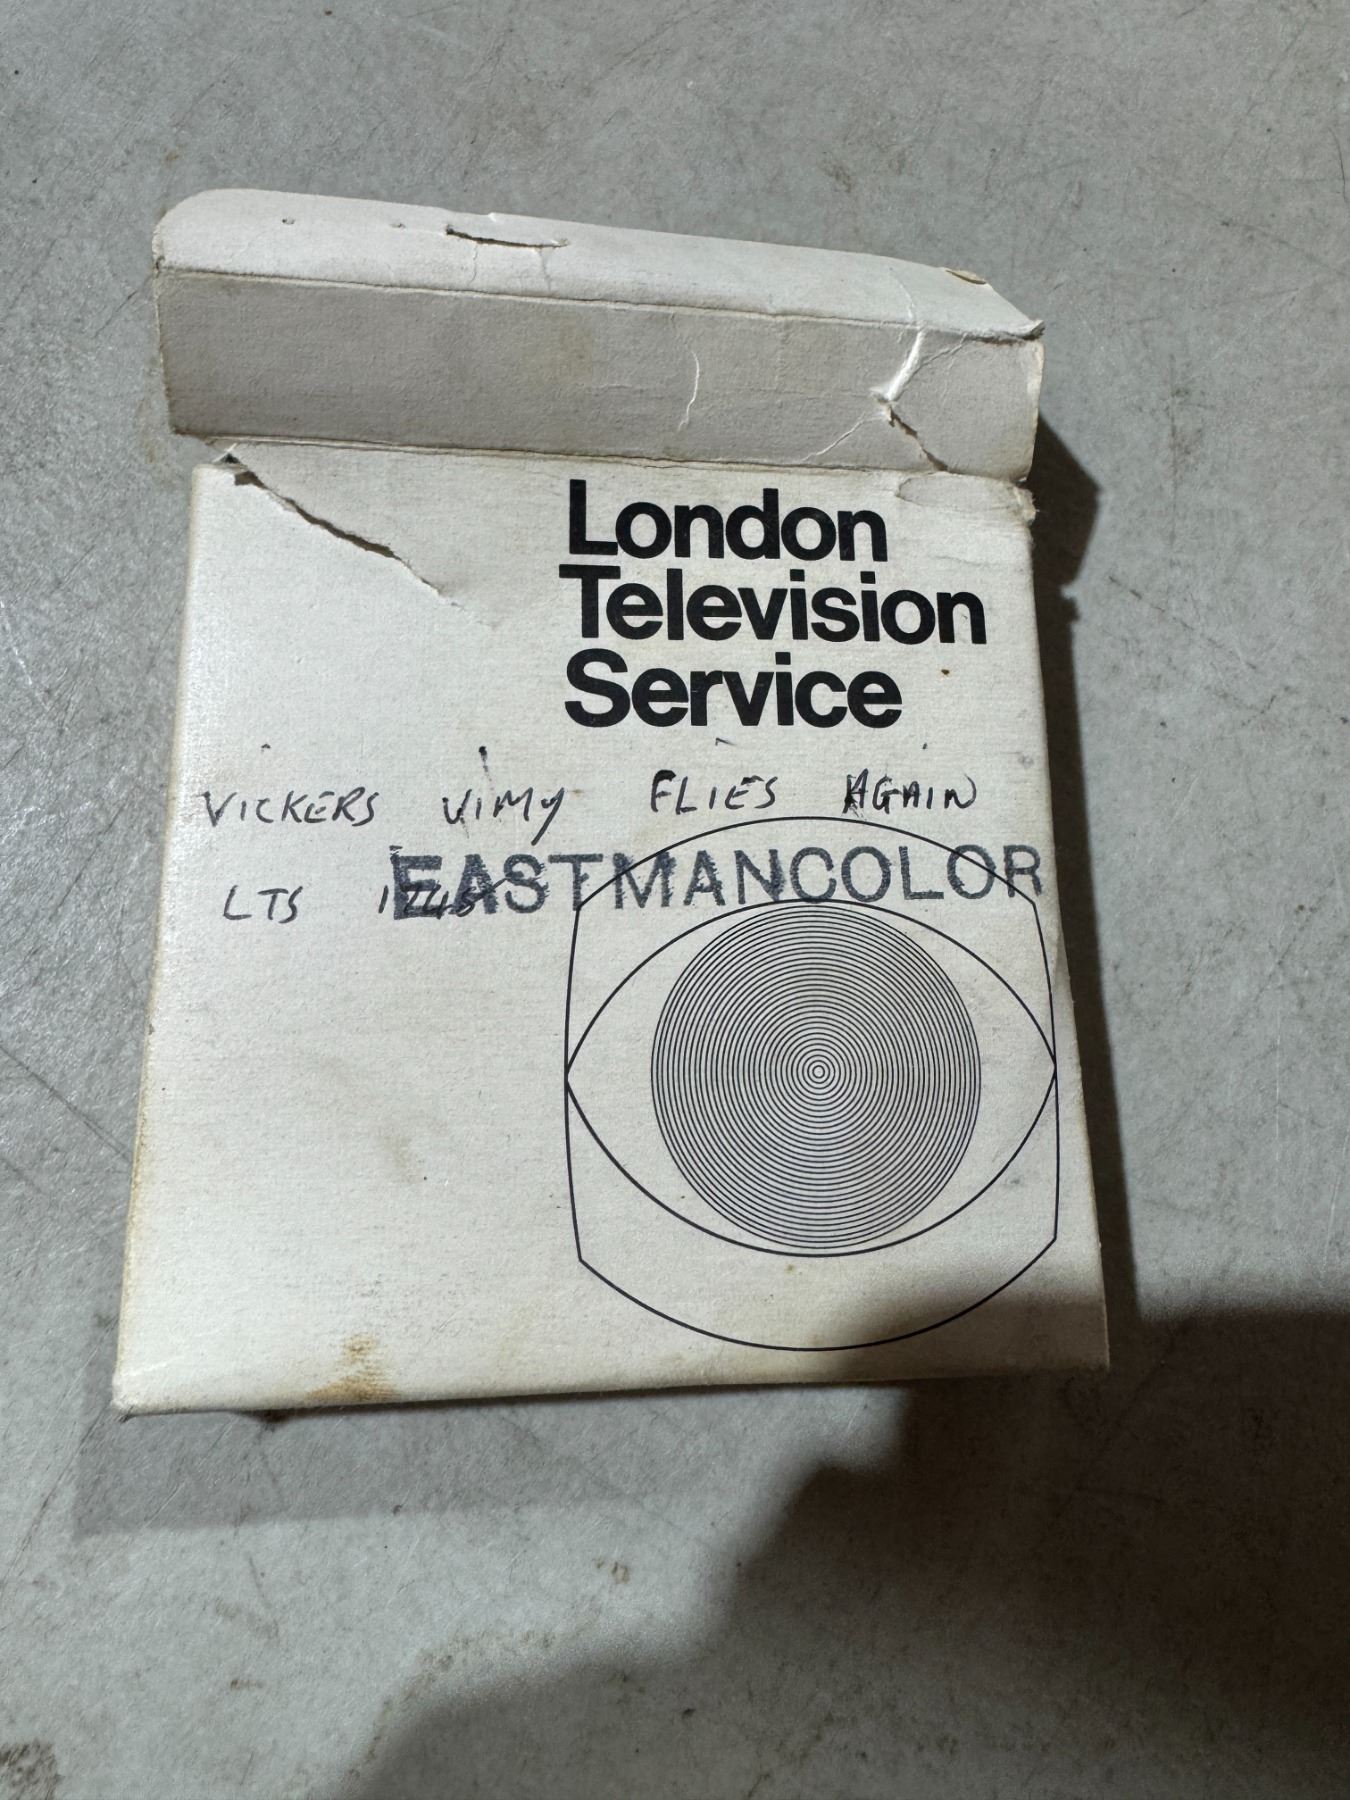 London
Television
Service
VICKERS VIMY FLIES AGAIN
EASTMANCOLOR
LTS